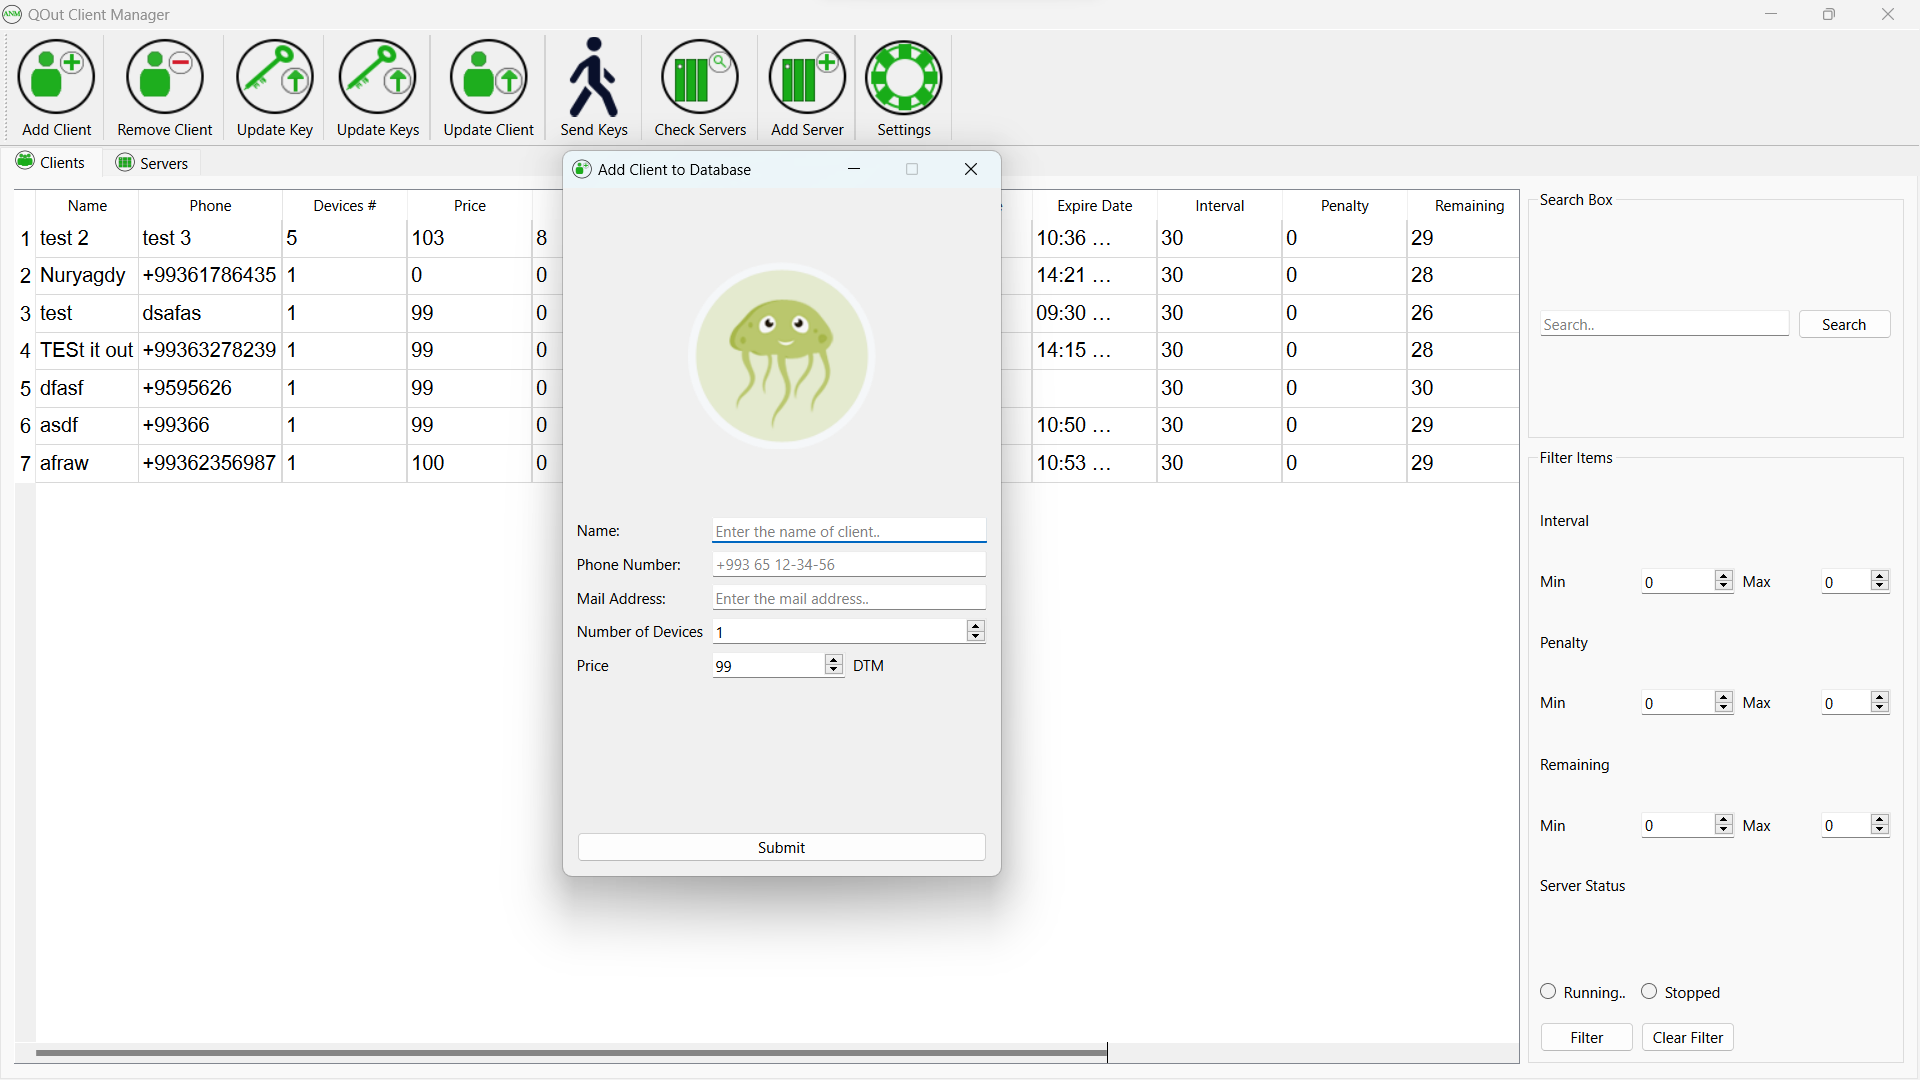 ANM QOut Client Manager
Add Client
Remove Client
Update Key
Update Keys
Update Client
Send Keys
Check Servers
Add Server
Settings
Clients
Servers
Name Phone Devices # Price Expire Date Interval Penalty Remaining
1 test 2 test 3 5 103 8 10:36 ... 30 0 29
2 Nuryagdy +99361786435 1 0 0 14:21 ... 30 0 28
3 test dsafas 1 99 0 09:30 ... 30 0 26
4 TESt it out +99363278239 1 99 0 14:15 ... 30 0 28
5 dfasf +9595626 1 99 0 30 0 30
6 asdf +99366 1 99 0 10:50 ... 30 0 29
7 afraw +99362356987 1 100 0 10:53 ... 30 0 29
Add Client to Database
Name: Enter the name of client..
Phone Number: +993 65 12-34-56
Mail Address: Enter the mail address..
Number of Devices 1
Price 99 DTM
Submit
Search Box
Search.. Search
Filter Items
Interval
Min 0 Max 0
Penalty
Min 0 Max 0
Remaining
Min 0 Max 0
Server Status
Running.. Stopped
Filter Clear Filter